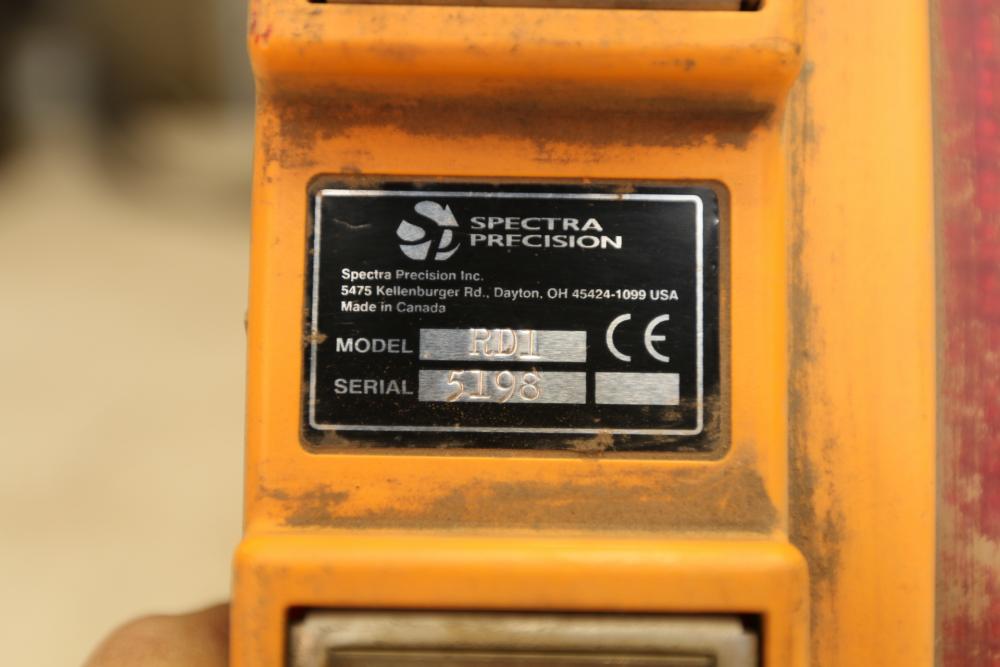 SPECTRA
PRECISION
Spectra Precision Inc.
5475 Kellenburger Rd., Dayton, OH 45424-1099 USA
Made in Canada
MODEL RD1
CE
SERIAL 5198